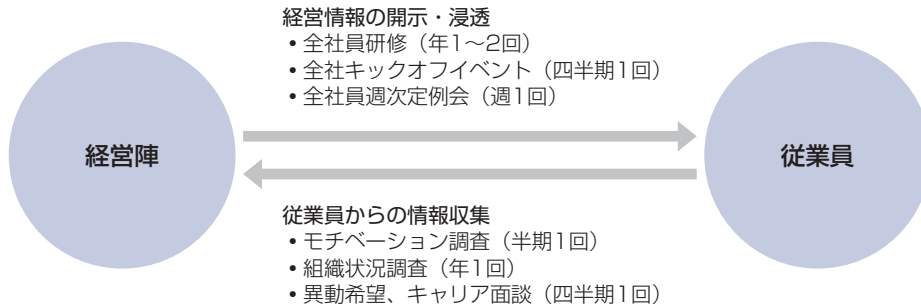 経営情報の開示・浸透
•全社員研修（年1～2回）
•全社キックオフイベント（四半期1回）
•全社員週次定例会（週1回）
経営陣
従業員
従業員からの情報収集
•モチベーション調査（半期1回）
•組織状況調査（年1回）
•異動希望、キャリア面談（四半期1回）